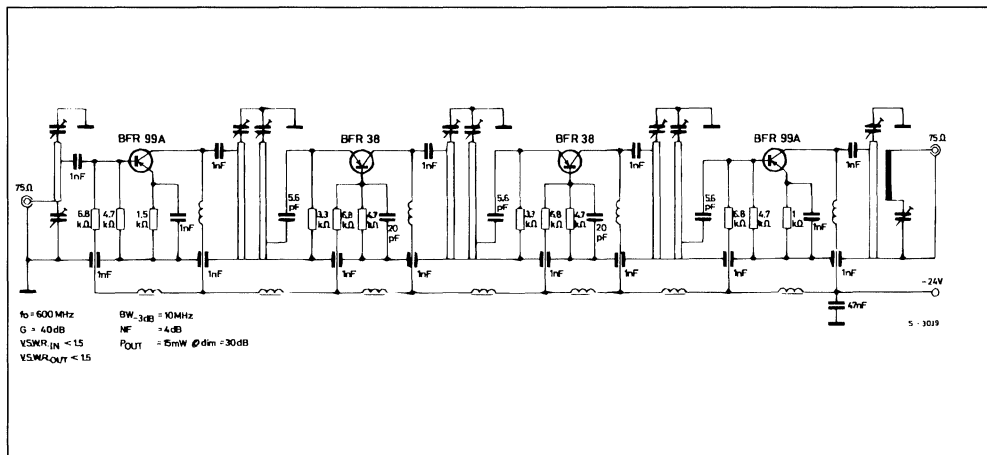 BFR 99A
BFR 38
BFR 38
BFR 99A
75Ω
1nF
6.8 kΩ
4.7 kΩ
1.5 kΩ
1nF
1nF
1nF
1nF
5.6 pF
3.3 kΩ
6.8 kΩ
4.7 kΩ
20 pF
1nF
1nF
1nF
5.6 pF
3.3 kΩ
6.8 kΩ
4.7 kΩ
20 pF
1nF
1nF
1nF
5.6 pF
6.8 kΩ
4.7 kΩ
1 kΩ
1nF
1nF
1nF
1nF
75Ω
-24V
47nF
S-3019
fo = 600 MHz
G = 40dB
V.S.W.R.IN < 1.5
V.S.W.R.OUT < 1.5
BW-3dB = 10MHz
NF = 4dB
POUT = 15mW @ dim = 30dB